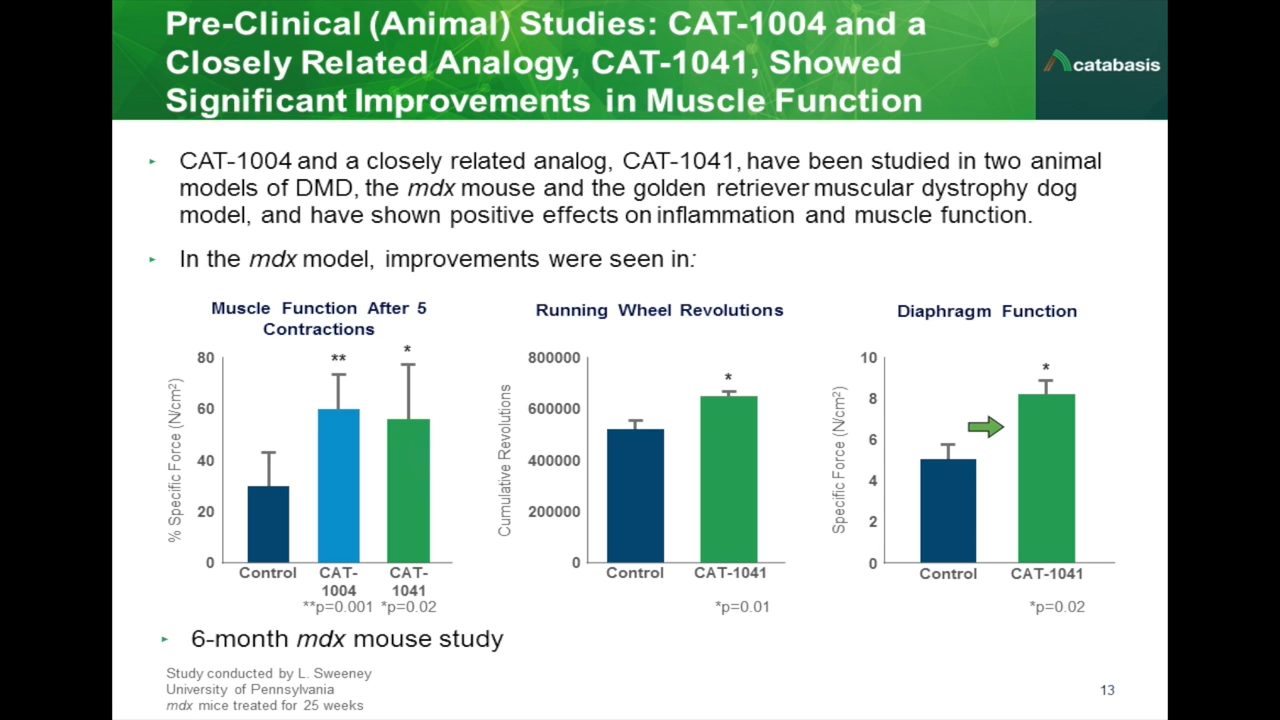 Pre-Clinical (Animal) Studies: CAT-1004 and a
Closely Related Analogy, CAT-1041, Showed
Significant Improvements in Muscle Function
catabasis
▸ CAT-1004 and a closely related analog, CAT-1041, have been studied in two animal
models of DMD, the mdx mouse and the golden retriever muscular dystrophy dog
model, and have shown positive effects on inflammation and muscle function.
▸ In the mdx model, improvements were seen in:
Muscle Function After 5
Contractions
% Specific Force (N/cm²)
80
60
40
20
0
**
*
Control
CAT-
1004
CAT-
1041
**p=0.001 *p=0.02
Running Wheel Revolutions
Cumulative Revolutions
800000
600000
400000
200000
0
*
Control CAT-1041
*p=0.01
Diaphragm Function
Specific Force (N/cm²)
10
8
6
4
2
0
*
Control CAT-1041
*p=0.02
▸ 6-month mdx mouse study
Study conducted by L. Sweeney
University of Pennsylvania
mdx mice treated for 25 weeks
13